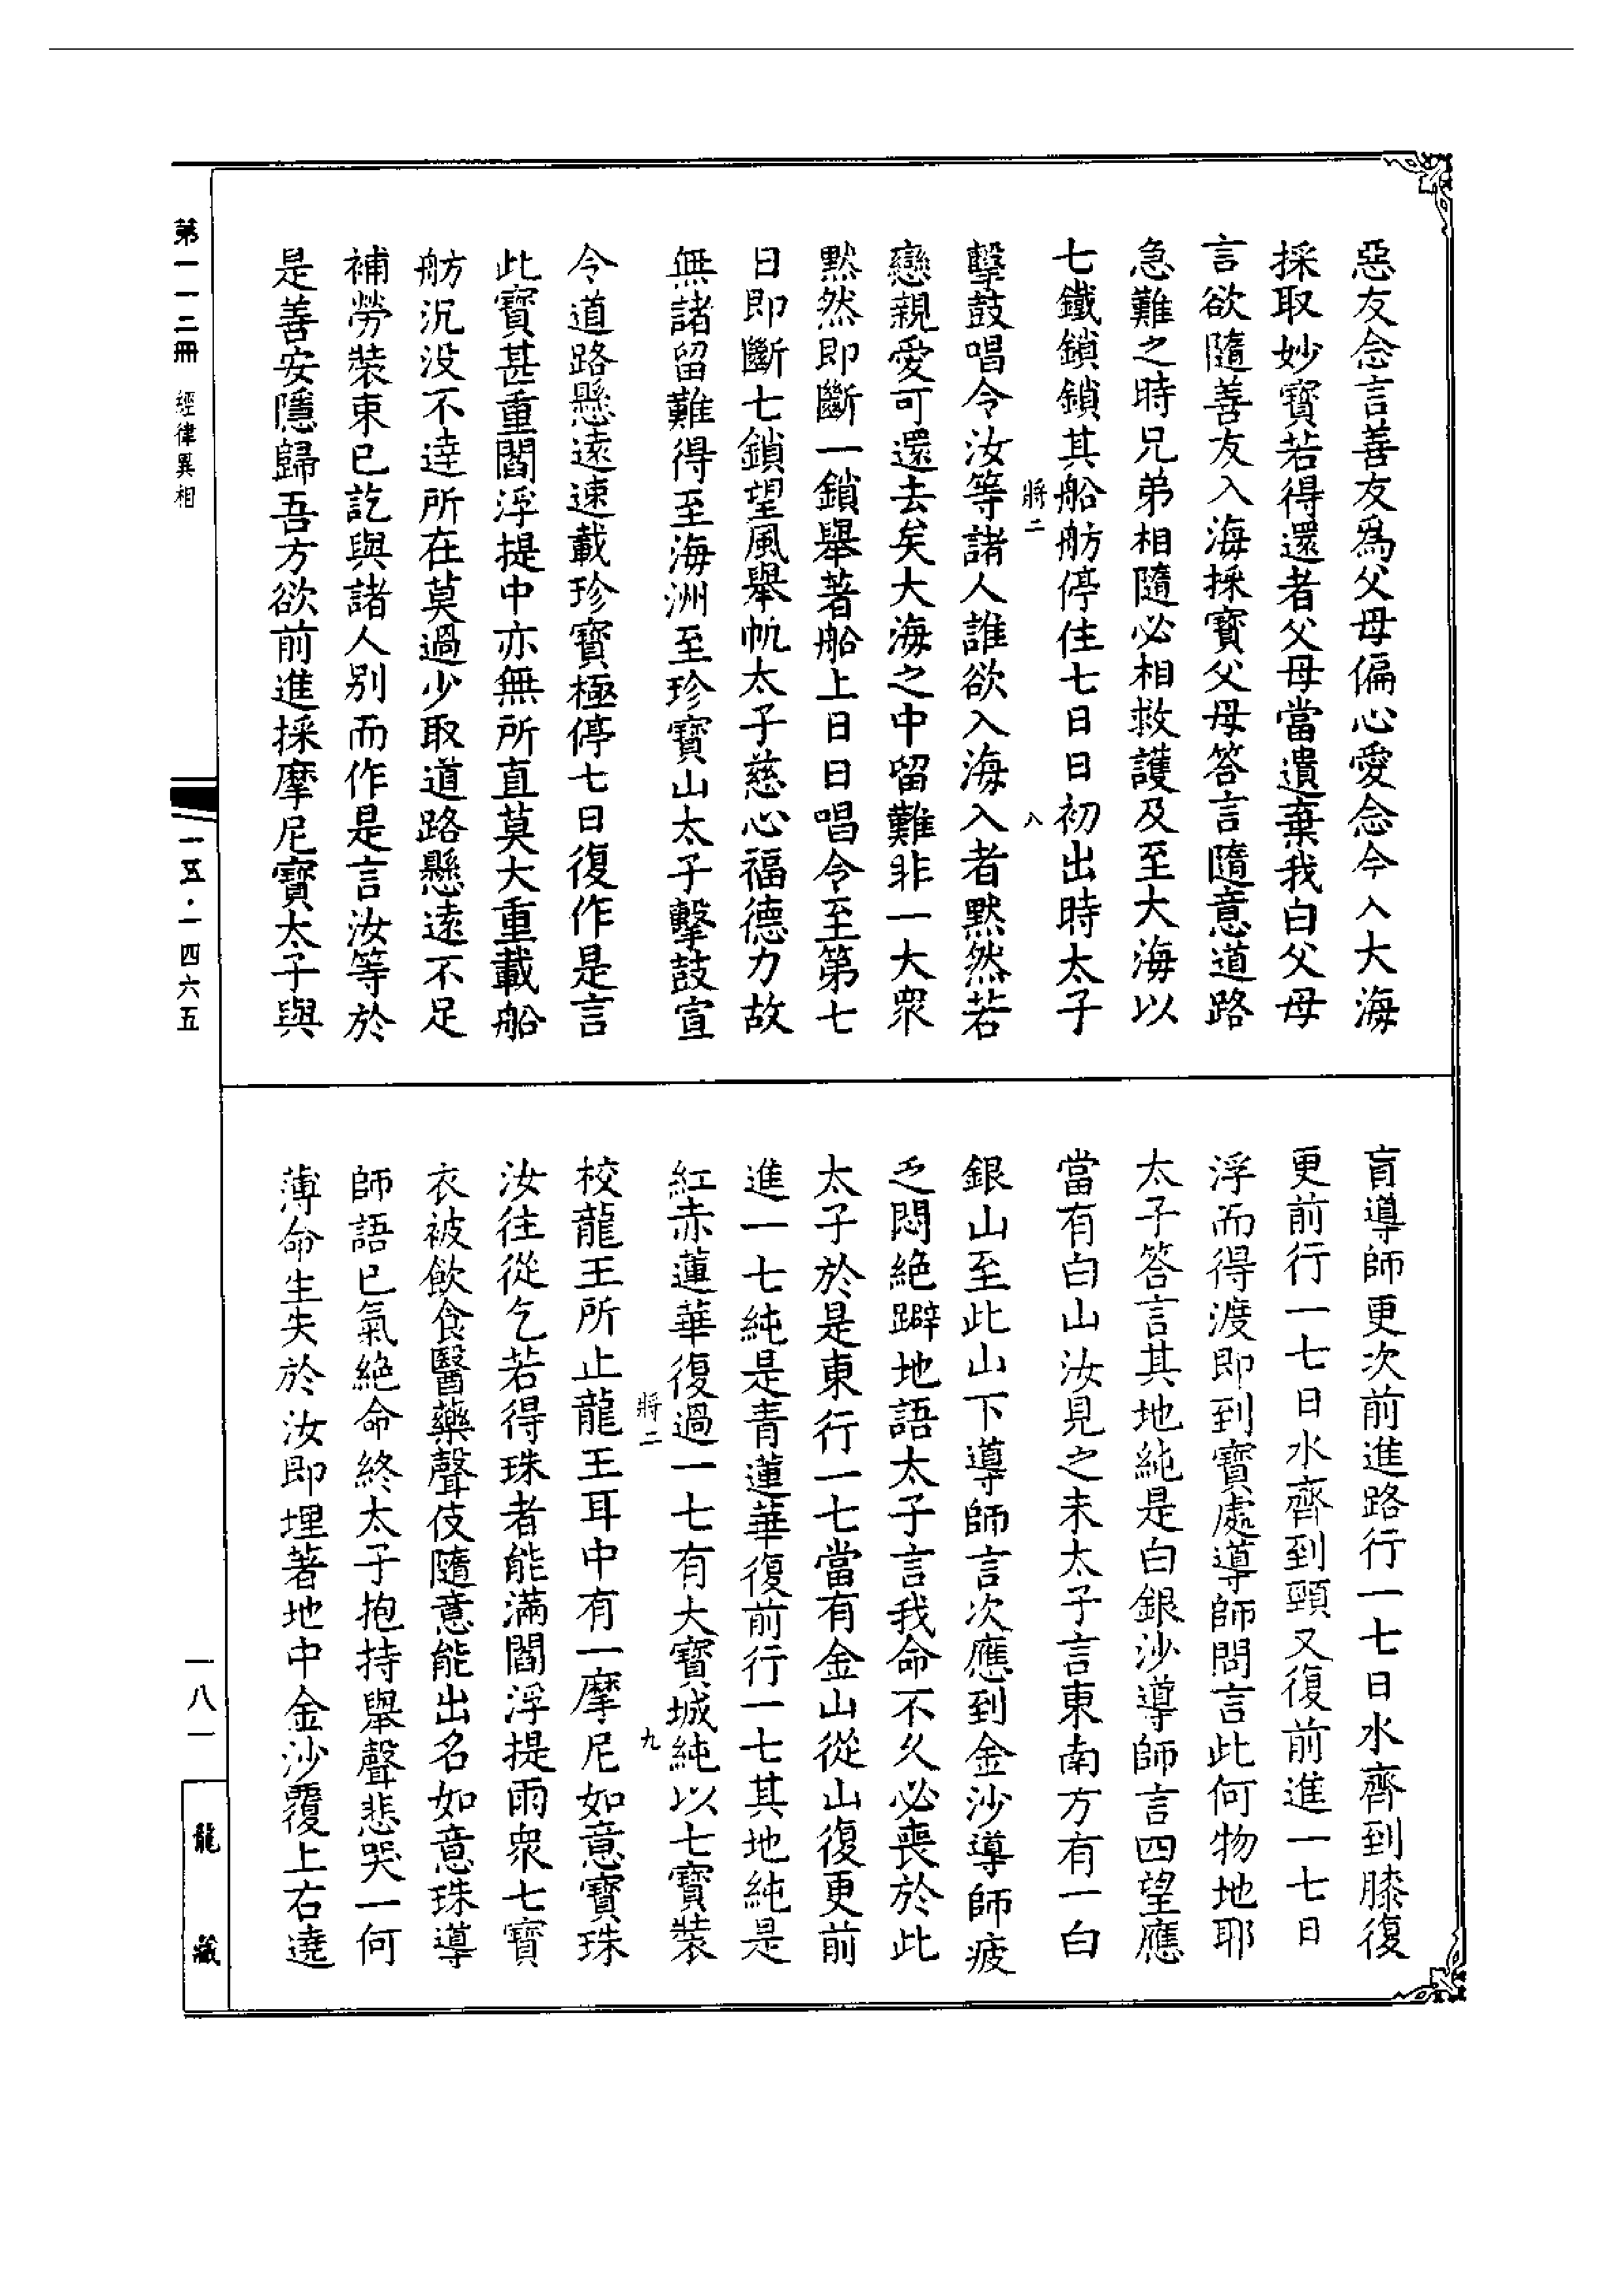 惡友念言善友爲父母偏心愛念今入大海
採取妙寶若得還者父母當遺棄我白父母
言欲隨善友入海採寶父母答言隨意道路
急難之時兄弟相隨必相救護及至大海以
七鐵鎖鎖其船舫停住七日日初出時太子
將二
八
擊鼓唱令汝等諸人誰欲入海入者默然若
戀親愛可還去矣大海之中留難非一大衆
默然即斷一鎖舉著船上日日唱令至第七
日即斷七鎖望風舉帆太子慈心福德力故
無諸留難得至海洲至珍寶山太子擊鼓宣
令道路懸遠速載珍寶極停七日復作是言
此寶甚重閻浮提中亦無所直莫大重載船
舫沉没不達所在莫過少取道路懸遠不足
補勞裝束已訖與諸人别而作是言汝等於
是善安隱歸吾方欲前進採摩尼寶太子與
盲導師更次前進路行一七日水齊到膝復
更前行一七日水齊到頸又復前進一七日
浮而得渡即到寶處導師問言此何物地耶
太子答言其地純是白銀沙導師言四望應
當有白山汝見之未太子言東南方有一白
銀山至此山下導師言次應到金沙導師疲
乏悶絕躃地語太子言我命不久必喪於此
太子於是東行一七當有金山從山復更前
進一七純是青蓮華復前行一七其地純是
紅赤蓮華復過一七有大寶城純以七寶裝
將二
九
校龍王所止龍王耳中有一摩尼如意寶珠
汝往從乞若得珠者能滿閻浮提雨衆七寶
衣被飲食醫藥聲伎隨意能出名如意珠導
師語已氣絕命終太子抱持舉聲悲哭一何
薄命生失於汝即埋著地中金沙覆上右遶
第一一二冊 經律異相
一五·一四六五
一八一
龍藏